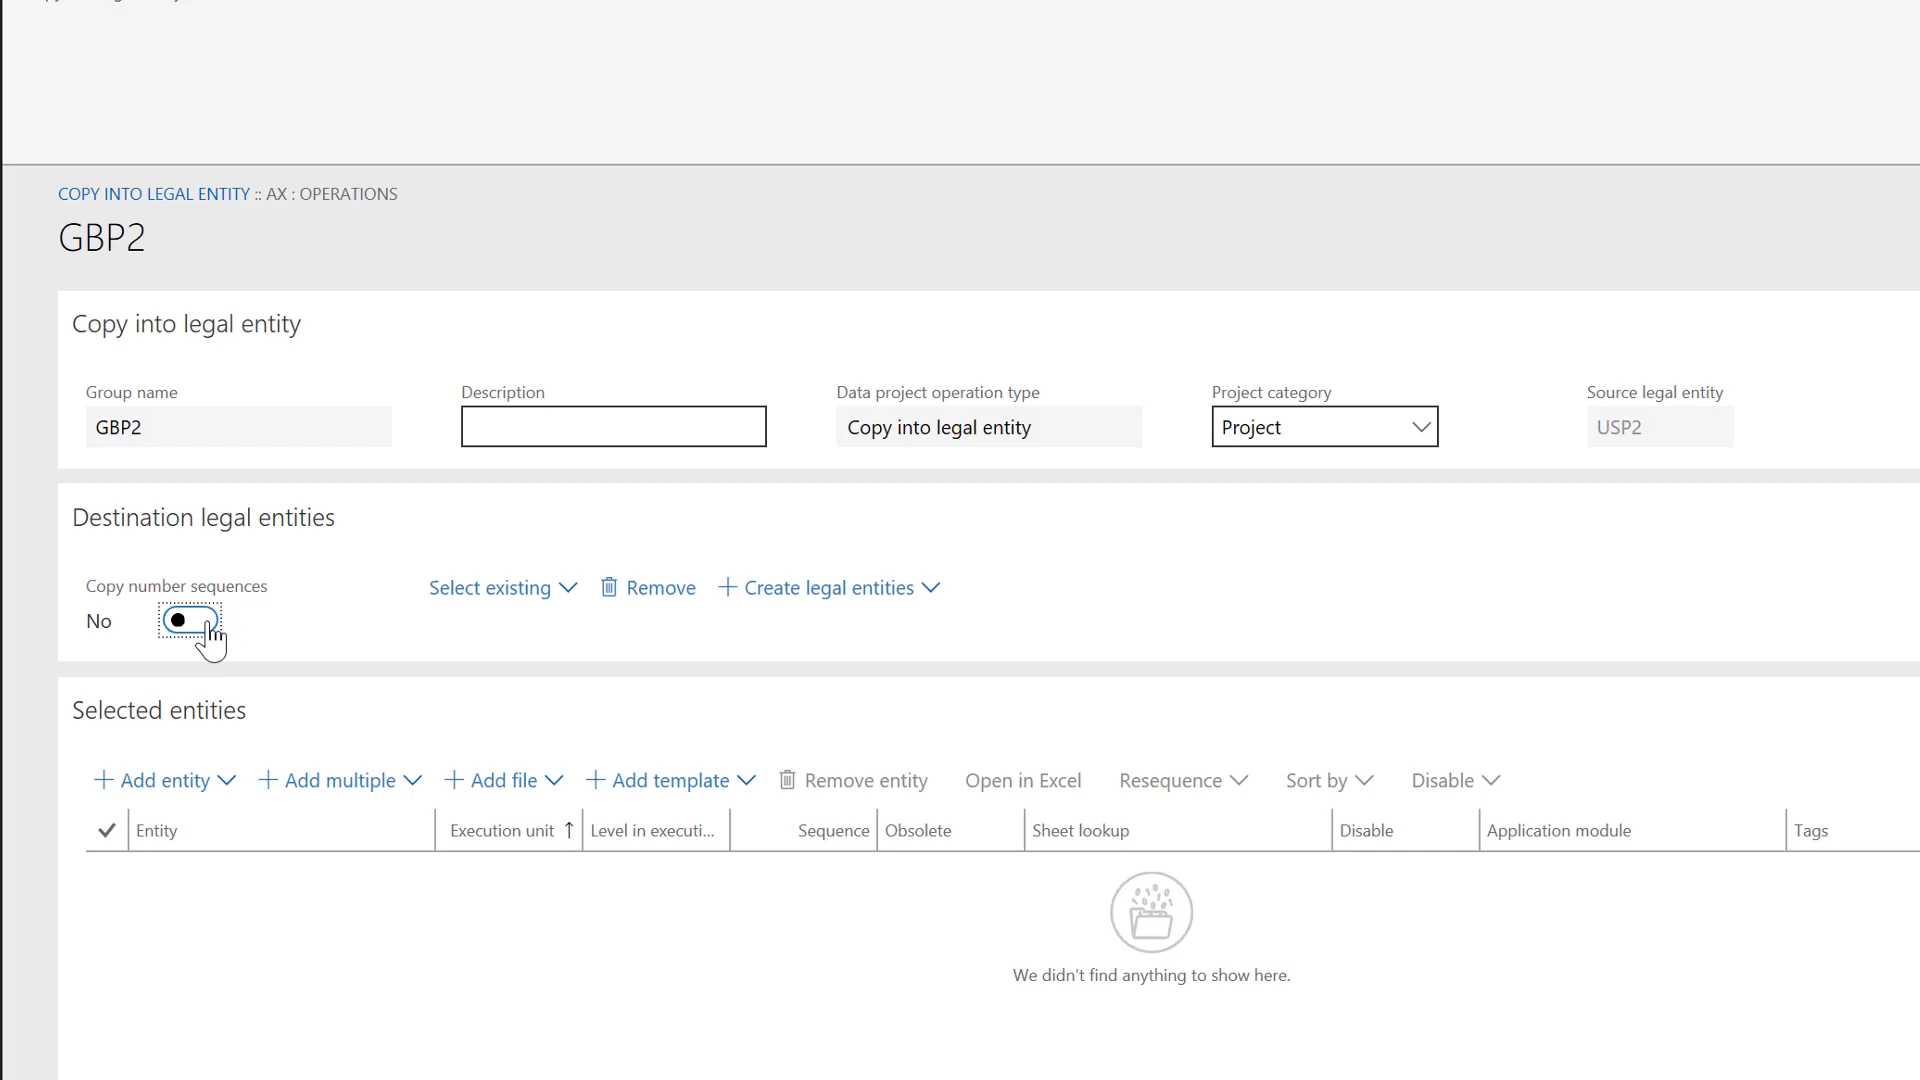 COPY INTO LEGAL ENTITY :: AX : OPERATIONS
GBP2
Copy into legal entity
Group name Description Data project operation type Project category Source legal entity
GBP2 Copy into legal entity Project USP2
Destination legal entities
Copy number sequences Select existing Remove Create legal entities
No
Selected entities
Add entity Add multiple Add file Add template Remove entity Open in Excel Resequence Sort by Disable
Entity Execution unit Level in executi... Sequence Obsolete Sheet lookup Disable Application module Tags
We didn't find anything to show here.